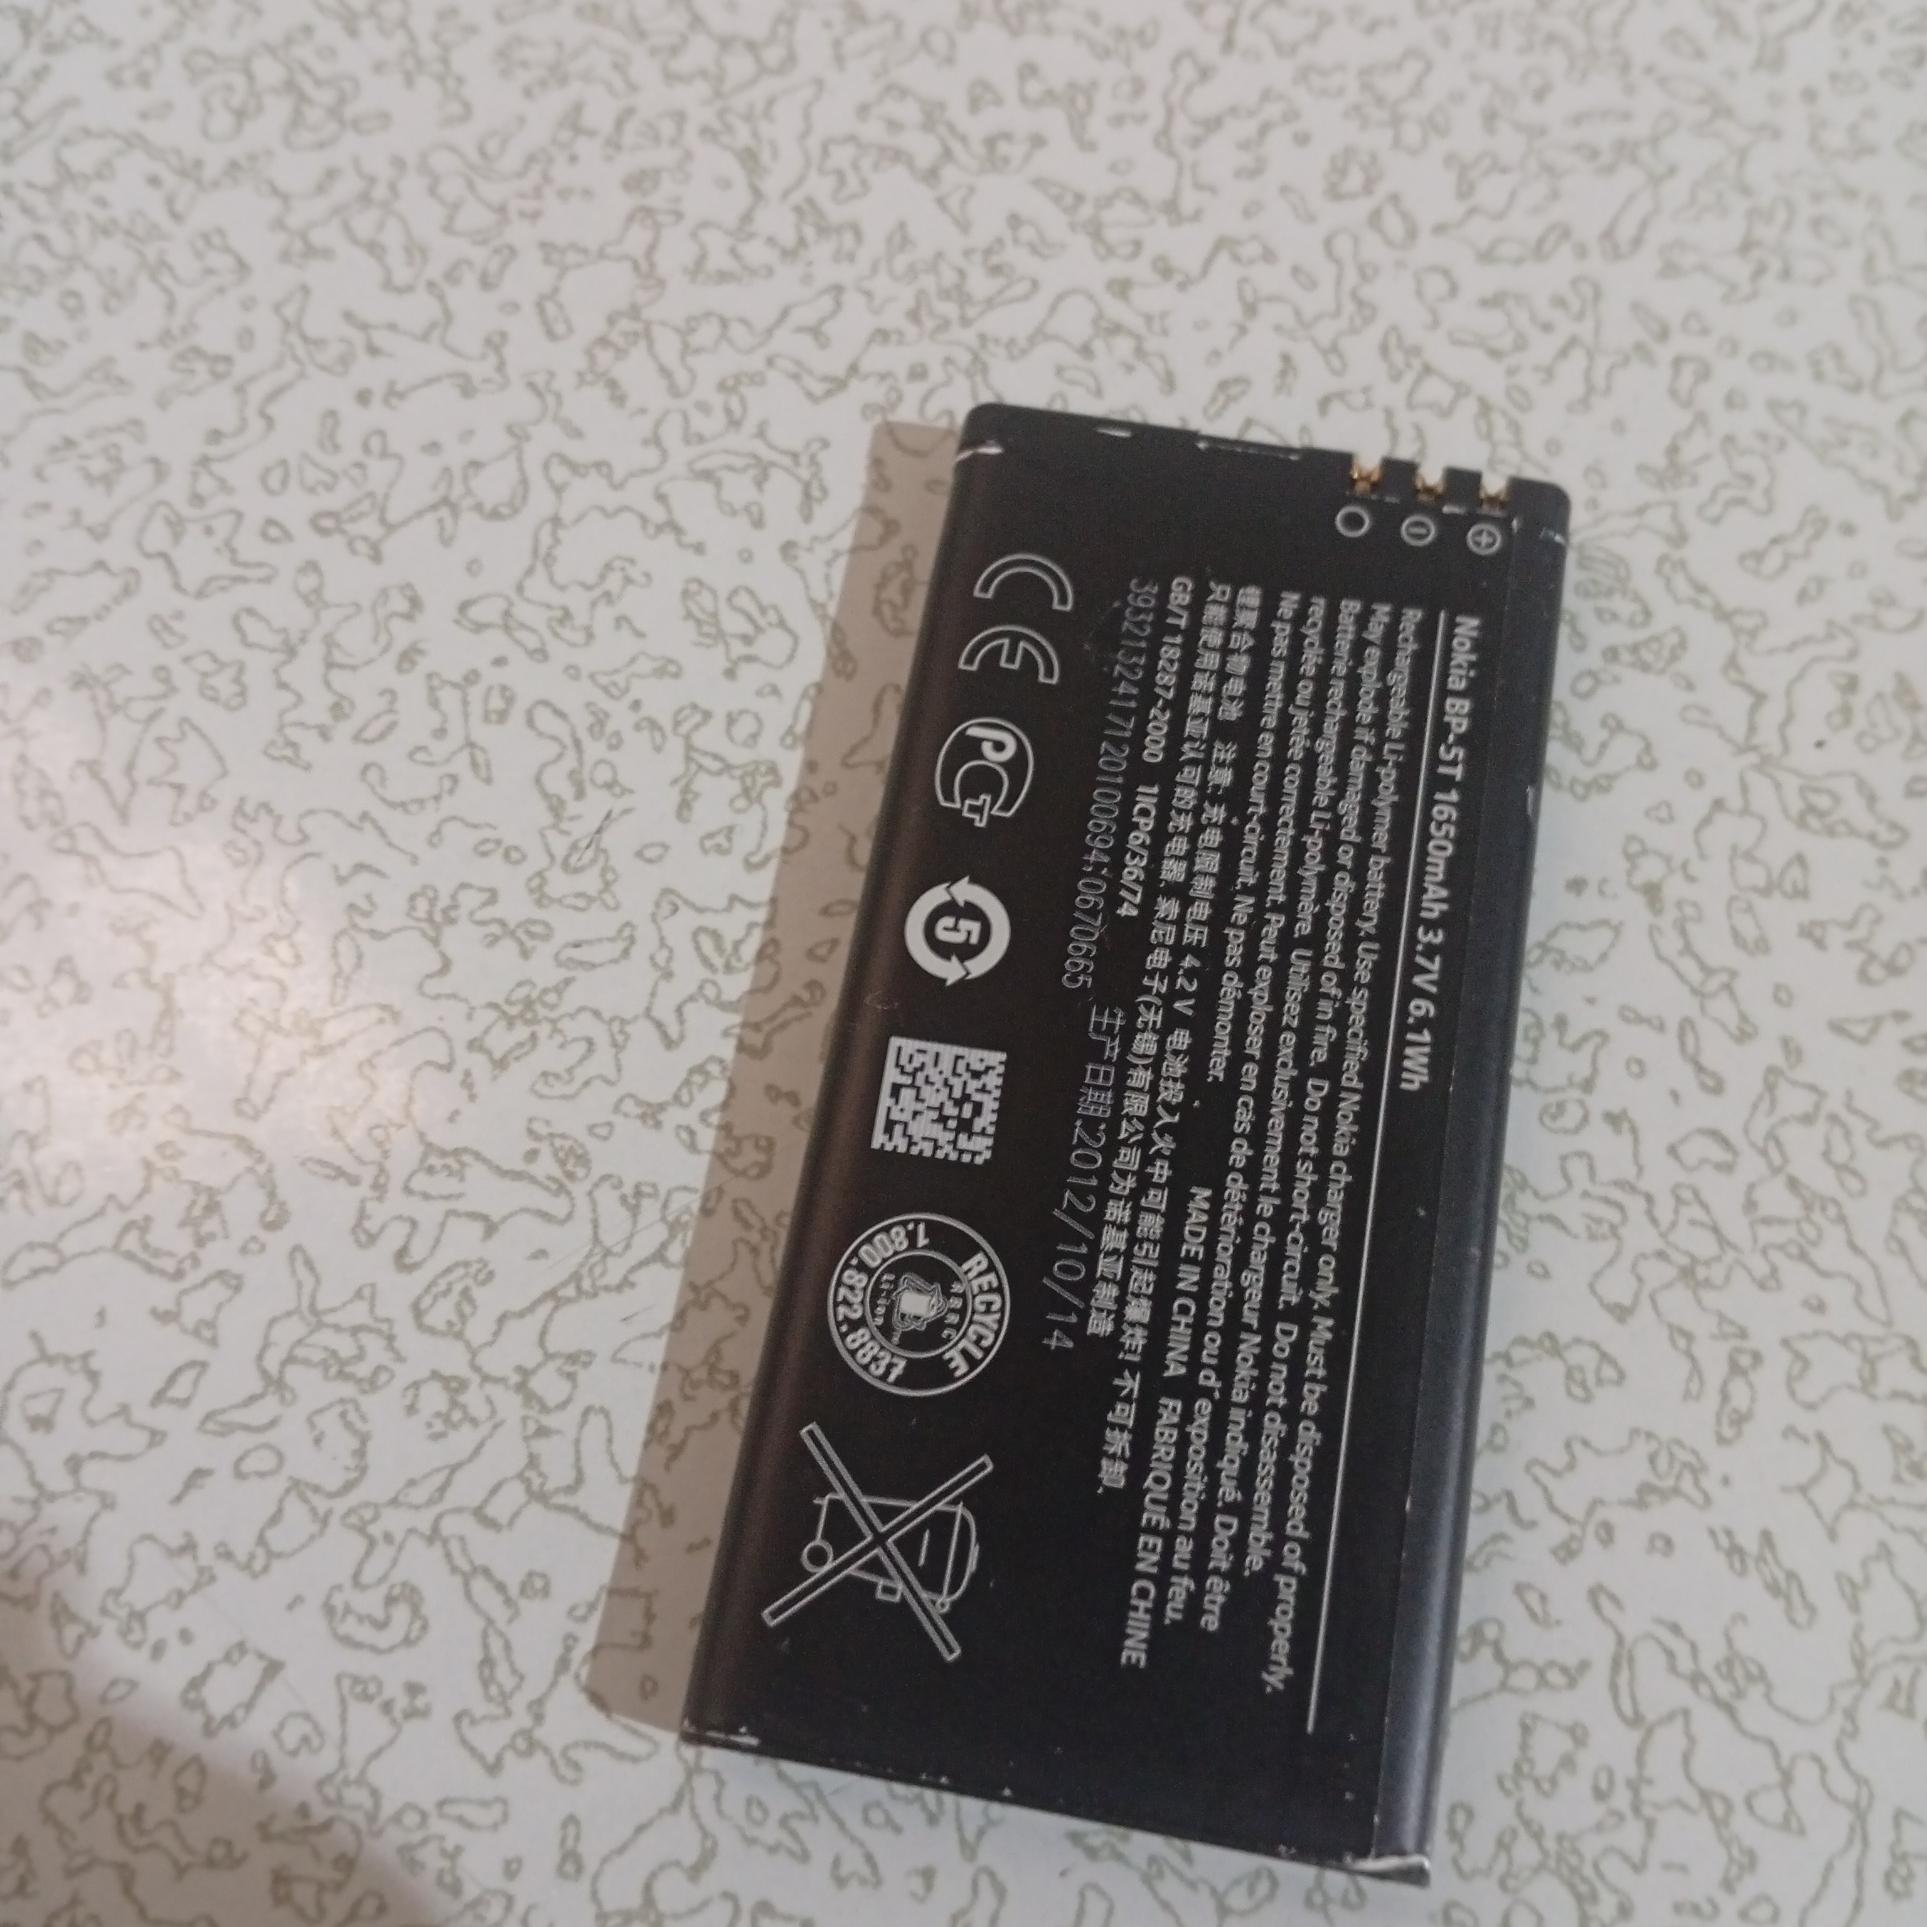 Nokia BP-5T 1650mAh 3.7V 6.1Wh
Rechargeable Li-polymer battery. Use specified Nokia charger only. Must be disposed of properly.
May explode if damaged or disposed of in fire. Do not short-circuit. Do not disassemble.
Batterie rechargeable Li-polymère. Utilisez exclusivement le chargeur Nokia indiqué. Doit être
recyclée ou jetée correctement. Peut exploser en cas de détérioration ou d'exposition au feu.
Ne pas mettre en court-circuit. Ne pas démonter. MADE IN CHINA FABRIQUÉ EN CHINE
锂聚合物电池 注意: 充电限制电压 4.2V 电池投入火中可能引起爆炸! 不可拆卸.
只能使用诺基亚认可的充电器. 索尼电子(无锡)有限公司为诺基亚制造
GB/T 18287-2000 1ICP6/36/74
生产日期:2012/10/14
CE
РСТ
5
RECYCLE
RBRC
Li-Ion
1.800.822.8837